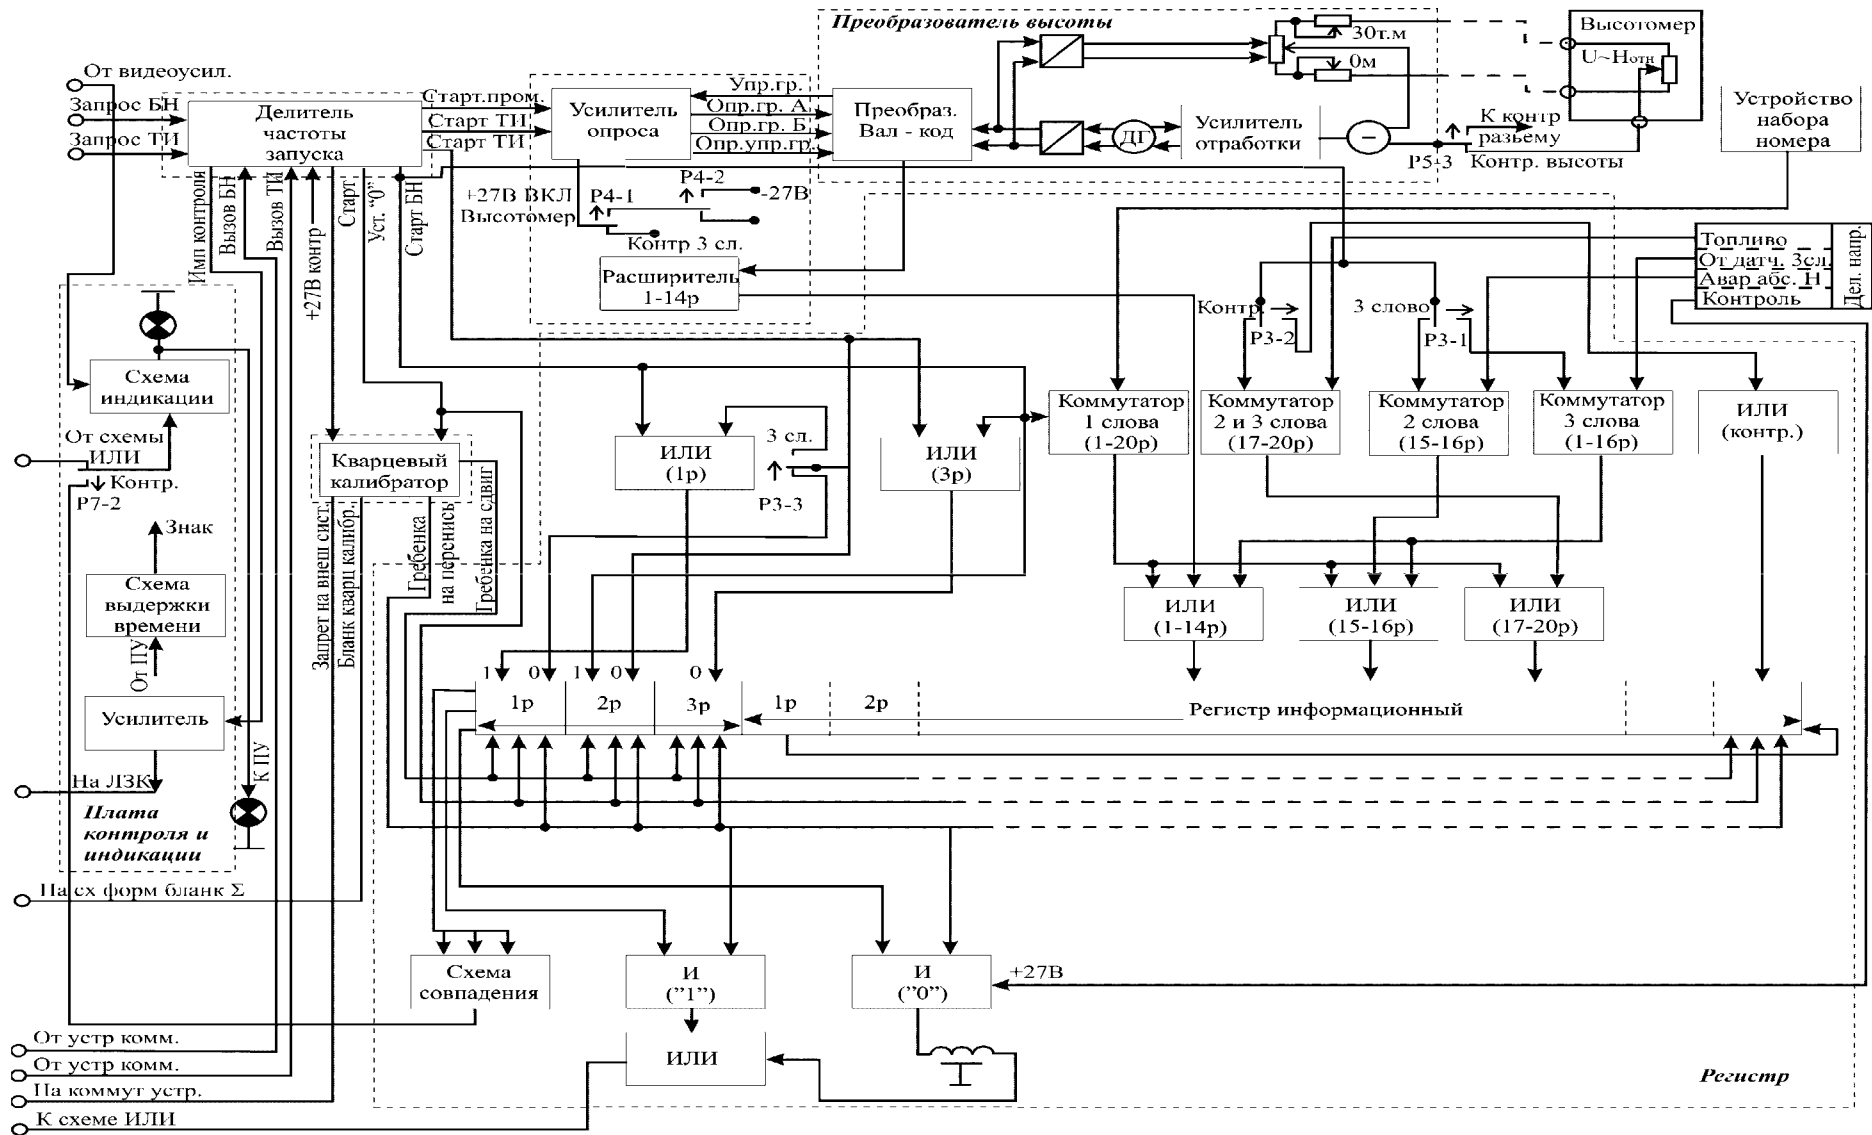 Преобразователь высоты
30т.м
0м
Высотомер
U~Hотн
От видеоусил.
Запрос БН
Запрос ТИ
Делитель
частоты
запуска
Старт.пром.
Старт ТИ
Старт ТИ
Усилитель
опроса
Упр.гр.
Опр.гр. А
Опр.гр. Б
Опр.упр.гр.
Преобраз.
Вал - код
ДГ
Усилитель
отработки
−
Р5-3
К контр
разъему
Контр. высоты
Устройство
набора
номера
Имп контроля
Вызов БН
Вызов ТИ
+27В контр
Старт
Уст. “0”
Старт БН
+27В ВКЛ
Высотомер
Р4-1
Р4-2
-27В
Контр 3 сл.
Расширитель
1-14р
Топливо
От датч. 3сл.
Авар абс. Н
Контроль
Дел. напр.
Контр.
Р3-2
3 слово
Р3-1
Схема
индикации
От схемы
ИЛИ
Контр.
Р7-2
Знак
Схема
выдержки
времени
От ПУ
Усилитель
На ЛЗК
К ПУ
Плата
контроля и
индикации
Кварцевый
калибратор
Запрет на внеш сист.
Бланк кварц калибр.
Гребенка
на перенись
Гребенка на сдвиг
ИЛИ
(1р)
3 сл.
Р3-3
ИЛИ
(3р)
Коммутатор
1 слова
(1-20р)
Коммутатор
2 и 3 слова
(17-20р)
Коммутатор
2 слова
(15-16р)
Коммутатор
3 слова
(1-16р)
ИЛИ
(контр.)
ИЛИ
(1-14р)
ИЛИ
(15-16р)
ИЛИ
(17-20р)
1 0 1 0 0
1р 2р 3р 1р 2р
Регистр информационный
На сх форм бланк Σ
Схема
совпадения
И
(”1”)
И
(”0”)
+27В
ИЛИ
От устр комм.
От устр комм.
На коммут устр.
К схеме ИЛИ
Регистр